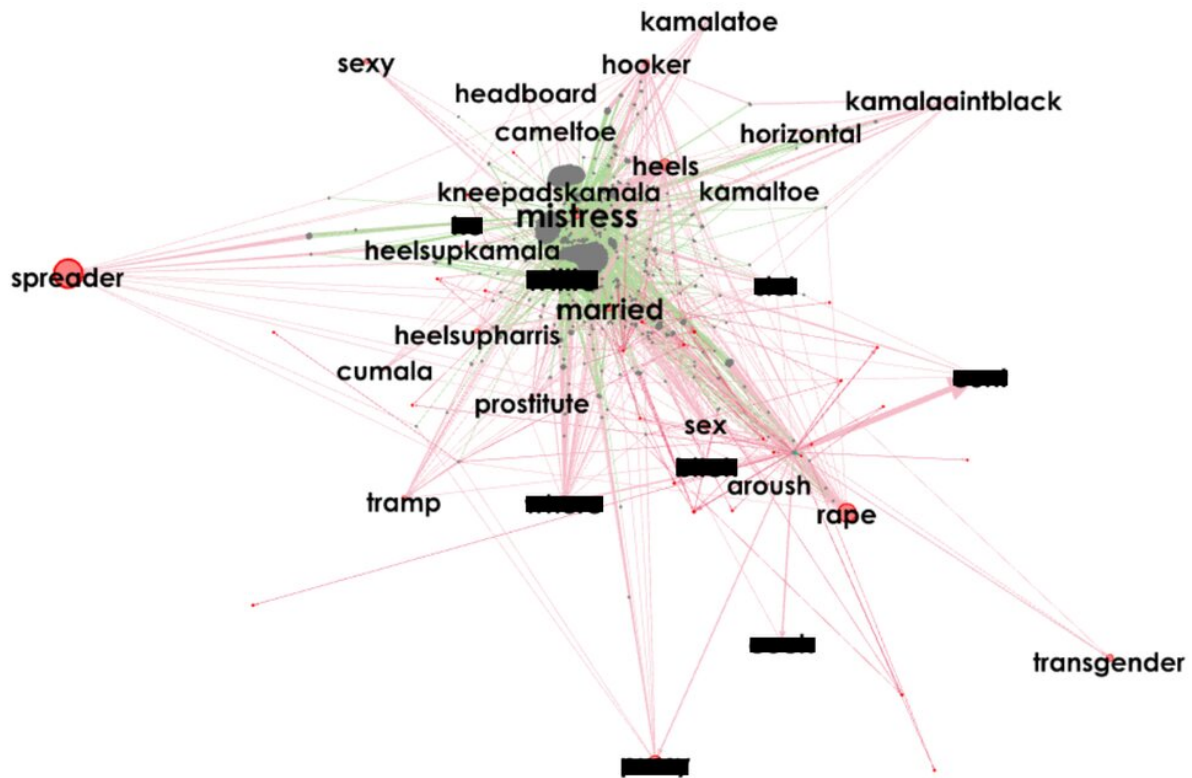 kamalatoe
sexy
hooker
headboard
kamalaaintblack
cameltoe
horizontal
heels
kneepadskamala
kamaltoe
mistress
heelsupkamala
spreader
married
heelsupharris
cumala
prostitute
sex
aroush
tramp
rape
transgender